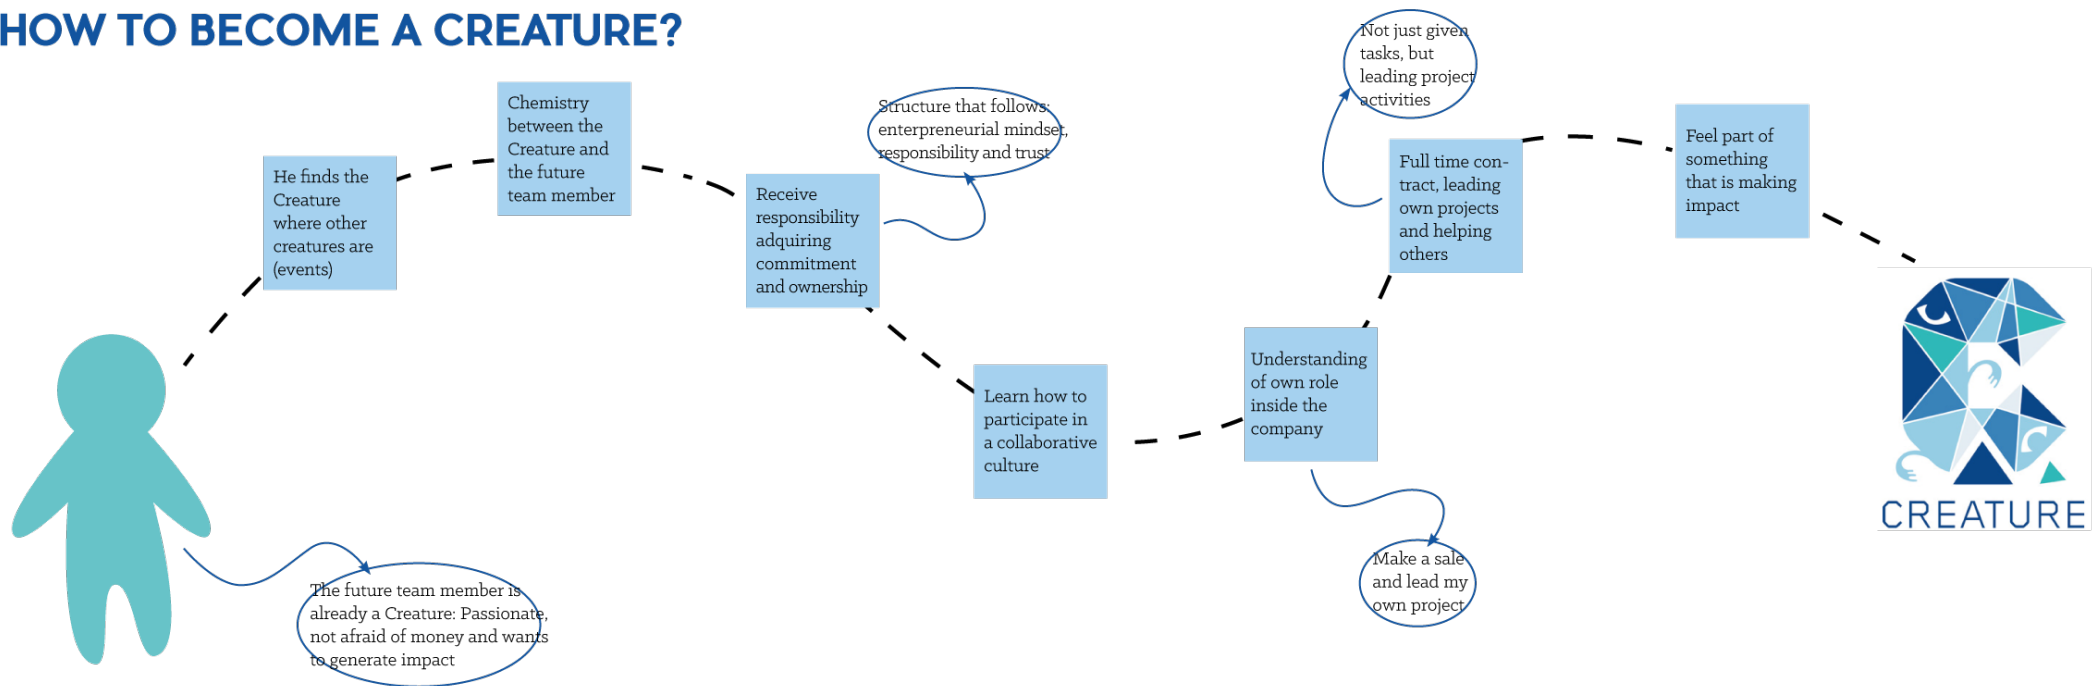 HOW TO BECOME A CREATURE?
He finds the
Creature
where other
creatures are
(events)
Chemistry
between the
Creature and
the future
team member
Receive
responsibility
adquiring
commitment
and ownership
Structure that follows:
enterpreneurial mindset,
responsibility and trust
Learn how to
participate in
a collaborative
culture
Understanding
of own role
inside the
company
Make a sale
and lead my
own project
Full time con-
tract, leading
own projects
and helping
others
Not just given
tasks, but
leading project
activities
Feel part of
something
that is making
impact
CREATURE
The future team member is
already a Creature: Passionate,
not afraid of money and wants
to generate impact